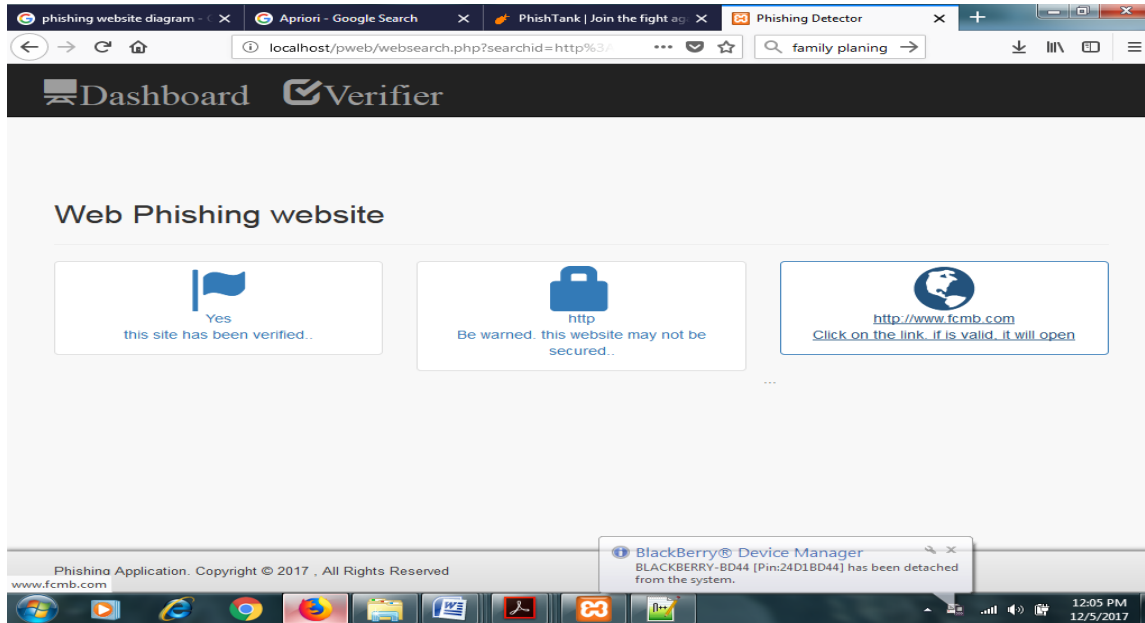 phishing website diagram - G
Apriori - Google Search
PhishTank | Join the fight aga
Phishing Detector
localhost/pweb/websearch.php?searchid=http%3A
family planing
Dashboard Verifier
Web Phishing website
Yes
this site has been verified..
http
Be warned. this website may not be
secured..
http://www.fcmb.com
Click on the link. if is valid, it will open
...
BlackBerry® Device Manager
BLACKBERRY-BD44 [Pin:24D1BD44] has been detached
from the system.
Phishing Application. Copyright © 2017 , All Rights Reserved
www.fcmb.com
12:05 PM
12/5/2017